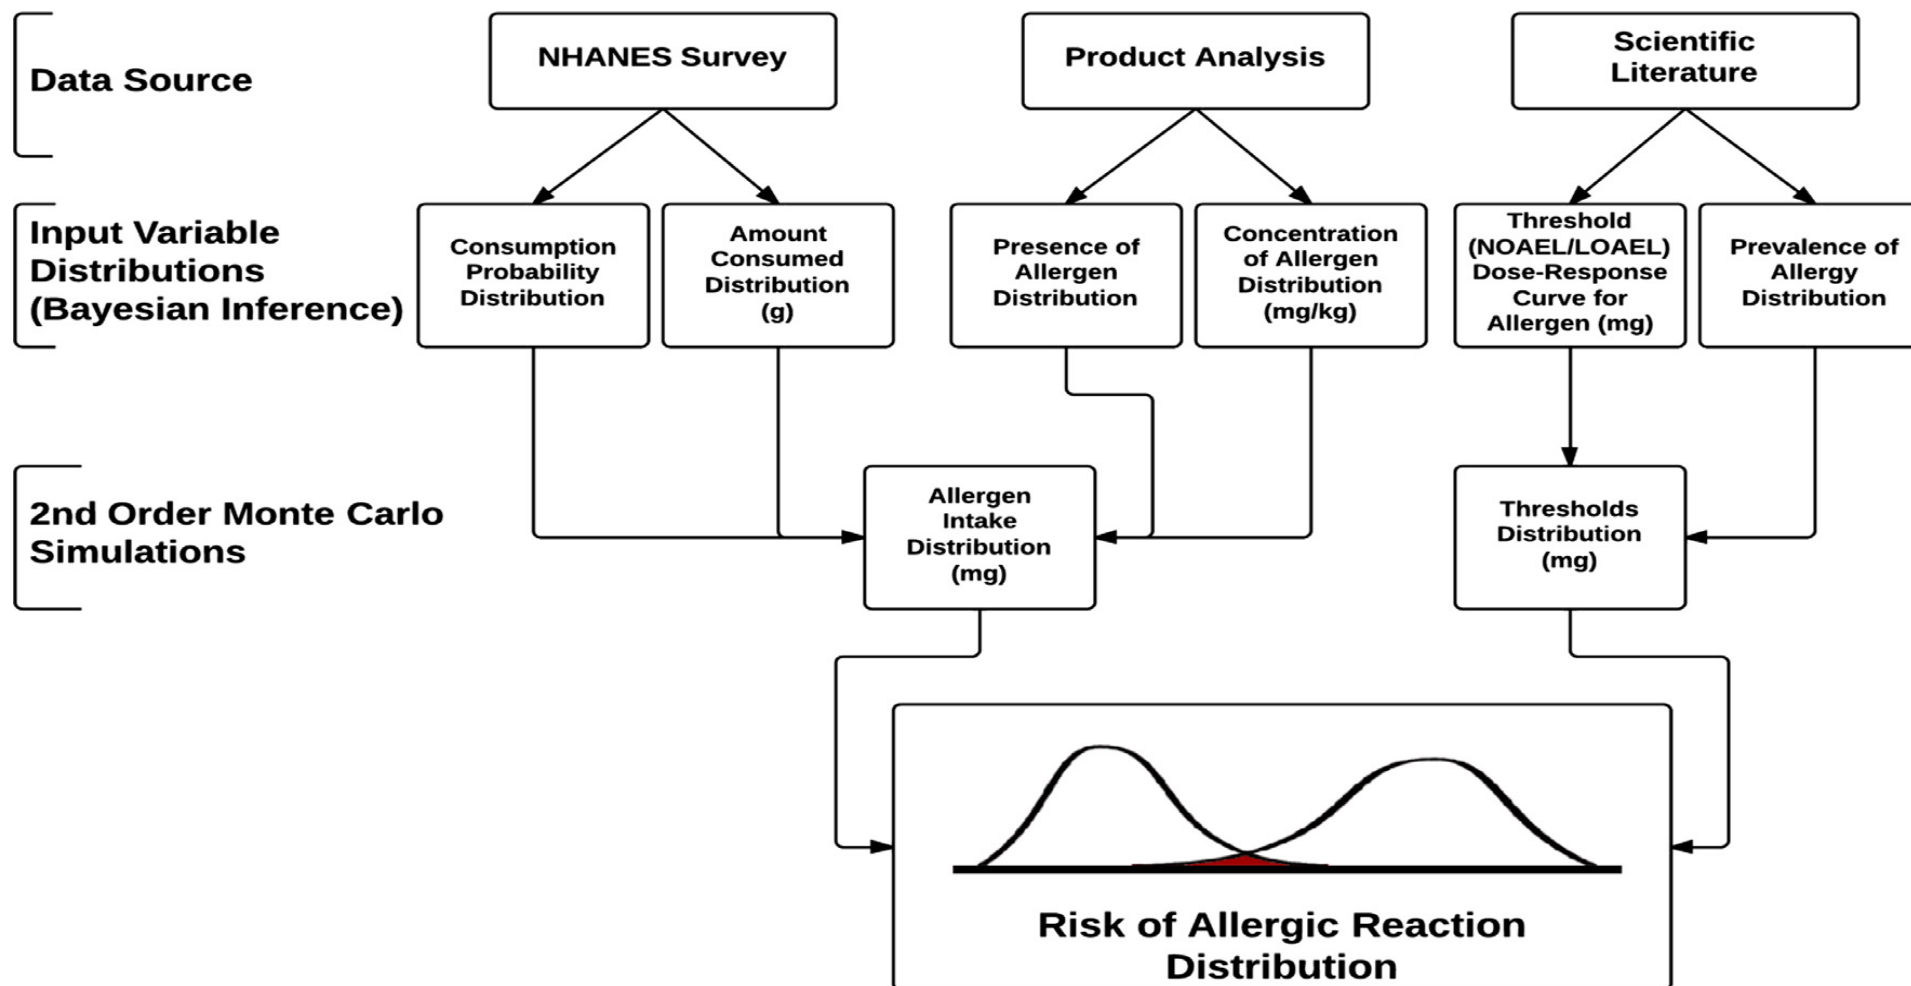 Data Source
NHANES Survey
Product Analysis
Scientific
Literature
Input Variable
Distributions
(Bayesian Inference)
Consumption
Probability
Distribution
Amount
Consumed
Distribution
(g)
Presence of
Allergen
Distribution
Concentration
of Allergen
Distribution
(mg/kg)
Threshold
(NOAEL/LOAEL)
Dose-Response
Curve for
Allergen (mg)
Prevalence of
Allergy
Distribution
2nd Order Monte Carlo
Simulations
Allergen
Intake
Distribution
(mg)
Thresholds
Distribution
(mg)
Risk of Allergic Reaction
Distribution